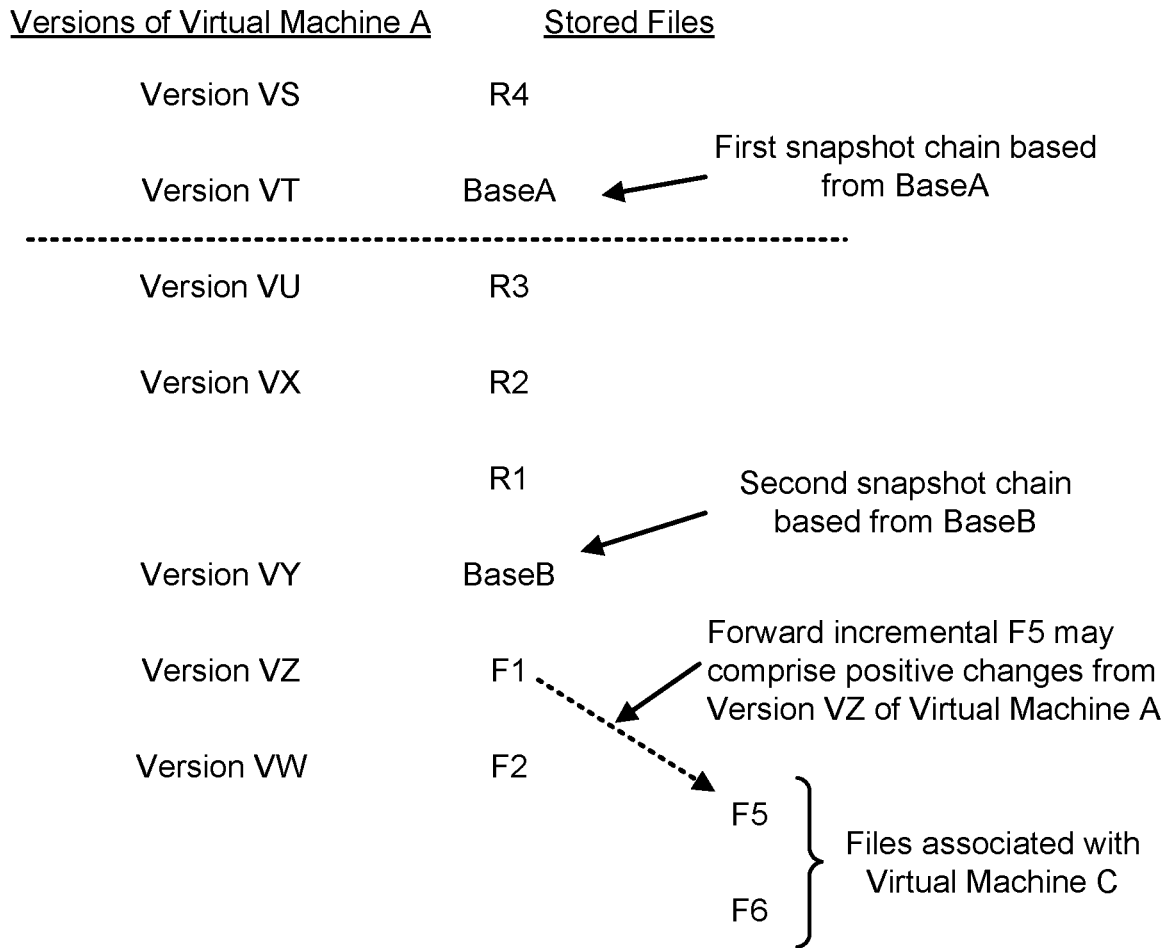 Versions of Virtual Machine A Stored Files
Version VS R4
First snapshot chain based
from BaseA
Version VT BaseA
Version VU R3
Version VX R2
R1
Second snapshot chain
based from BaseB
Version VY BaseB
Forward incremental F5 may
comprise positive changes from
Version VZ of Virtual Machine A
Version VZ F1
Version VW F2
F5
Files associated with
Virtual Machine C
F6